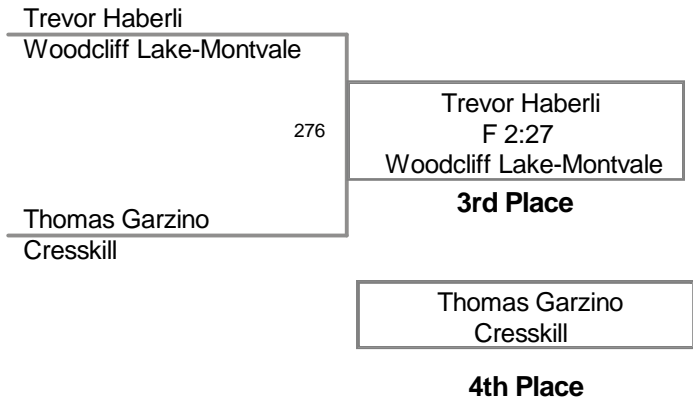 Trevor Haberli
Woodcliff Lake-Montvale
276
Trevor Haberli
F 2:27
Woodcliff Lake-Montvale
3rd Place
Thomas Garzino
Cresskill
Thomas Garzino
Cresskill
4th Place